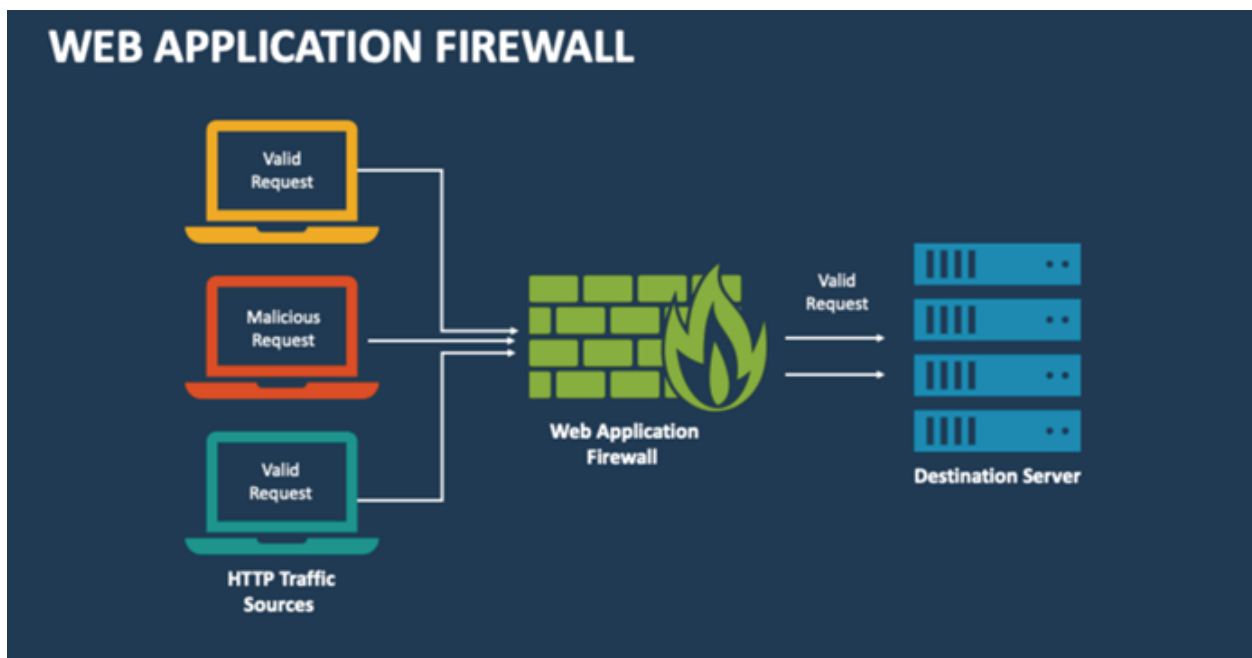 WEB APPLICATION FIREWALL
Valid
Request
Malicious
Request
Valid
Request
HTTP Traffic
Sources
Web Application
Firewall
Valid
Request
Destination Server